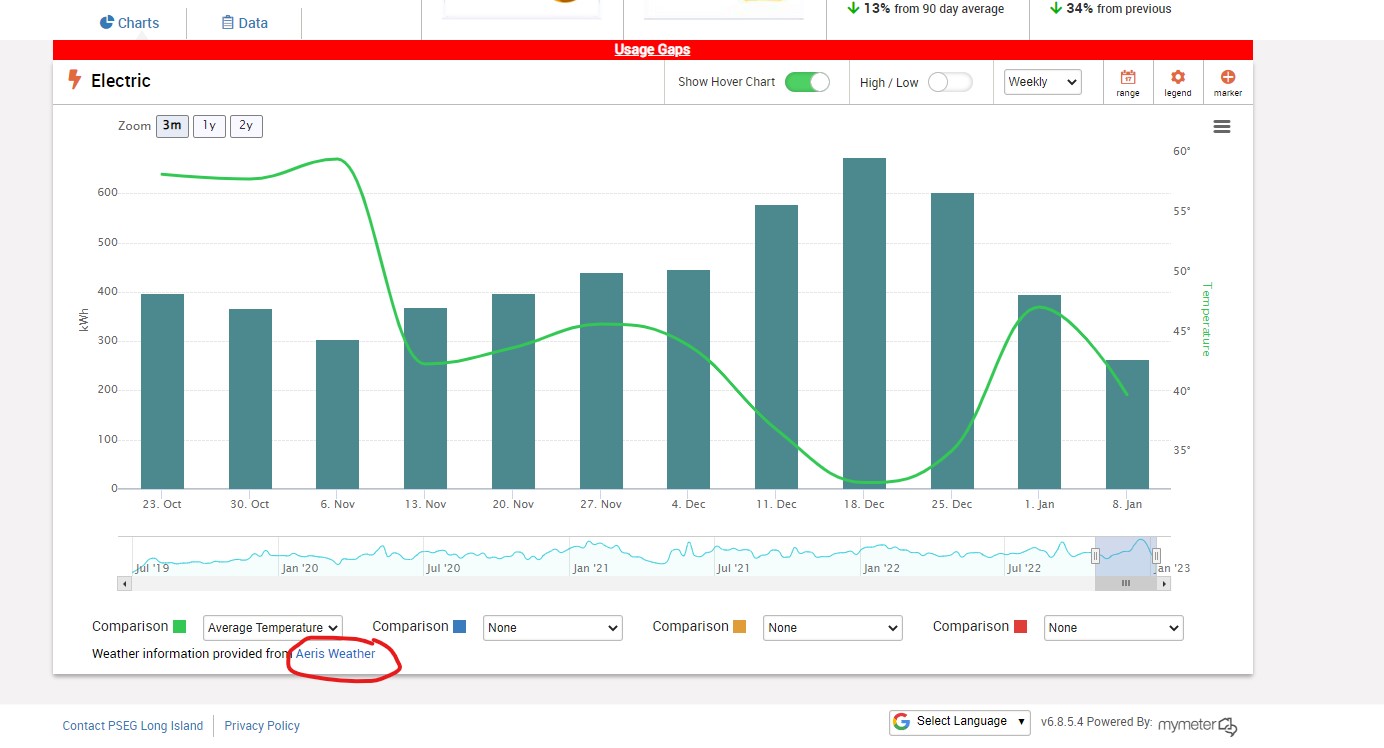 Charts
Data
13% from 90 day average
34% from previous
Usage Gaps
Electric
Show Hover Chart
High / Low
Weekly
range
legend
marker
Zoom 3m 1y 2y
60°
55°
50°
45°
40°
35°
Temperature
600
500
400
300
200
100
0
kWh
23. Oct 30. Oct 6. Nov 13. Nov 20. Nov 27. Nov 4. Dec 11. Dec 18. Dec 25. Dec 1. Jan 8. Jan
Jul '19 Jan '20 Jul '20 Jan '21 Jul '21 Jan '22 Jul '22 Jan '23
Comparison Average Temperature Comparison None Comparison None Comparison None
Weather information provided from Aeris Weather
Contact PSEG Long Island Privacy Policy
G Select Language v6.8.5.4 Powered By: mymeter